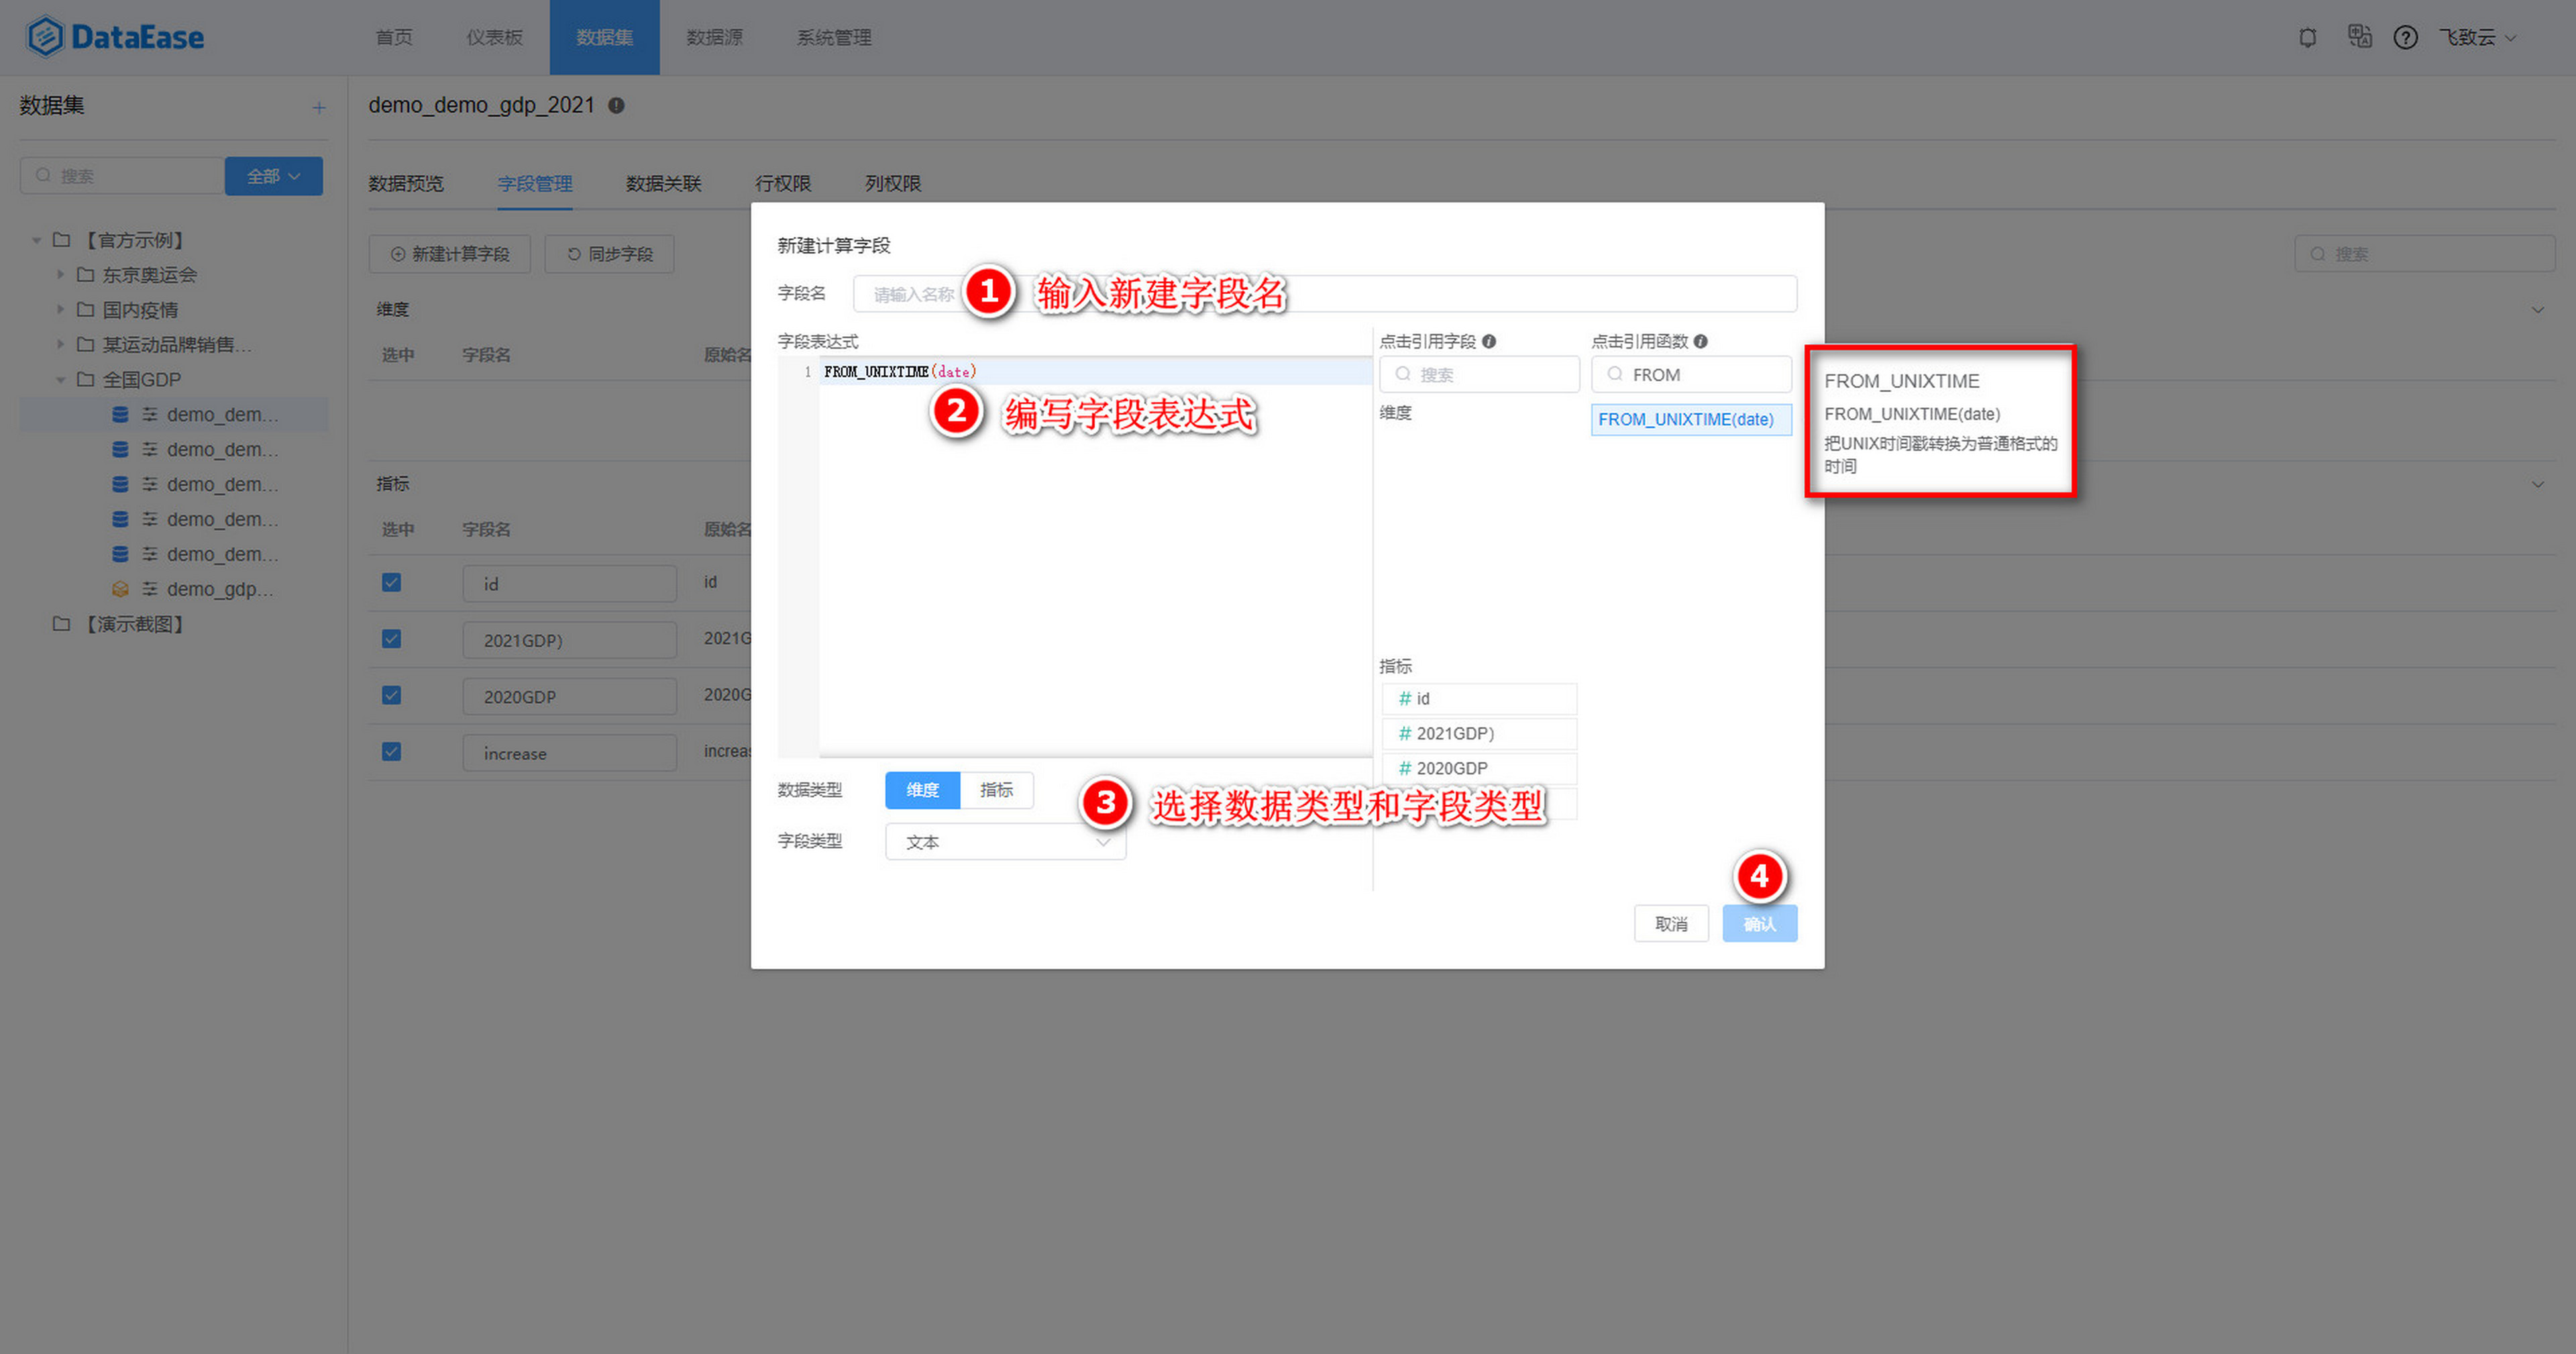 DataEase
首页
仪表板
数据集
数据源
系统管理
飞致云
数据集
搜索
全部
【官方示例】
东京奥运会
国内疫情
某运动品牌销售...
全国GDP
demo_dem...
demo_dem...
demo_dem...
demo_dem...
demo_dem...
demo_gdp...
【演示截图】
demo_demo_gdp_2021
数据预览
字段管理
数据关联
行权限
列权限
新建计算字段
同步字段
搜索
维度
选中
字段名
原始名
指标
选中
字段名
原始名
id
id
2021GDP)
2021G
2020GDP
2020G
increase
increas
新建计算字段
字段名
请输入名称
1
输入新建字段名
字段表达式
1
FROM_UNIXTIME(date)
2
编写字段表达式
点击引用字段
搜索
维度
指标
# id
# 2021GDP)
# 2020GDP
点击引用函数
FROM
FROM_UNIXTIME(date)
FROM_UNIXTIME
FROM_UNIXTIME(date)
把UNIX时间戳转换为普通格式的
时间
数据类型
维度
指标
3
选择数据类型和字段类型
字段类型
文本
4
取消
确认